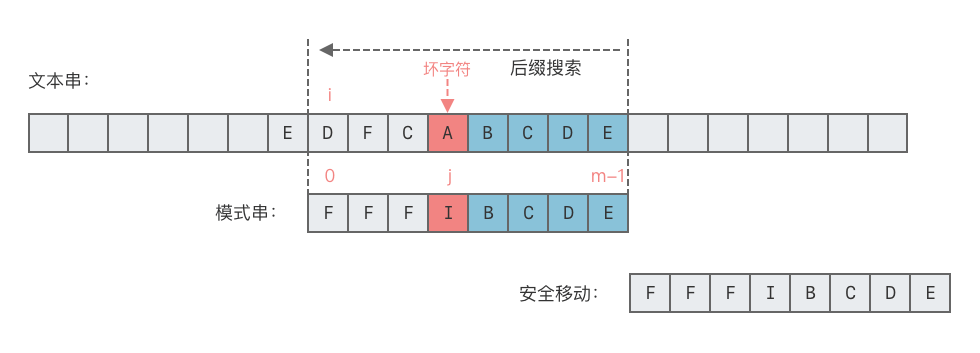 坏字符
后缀搜索
文本串：
i
E D F C A B C D E
0 j m-1
模式串：
F F F I B C D E
安全移动：
F F F I B C D E